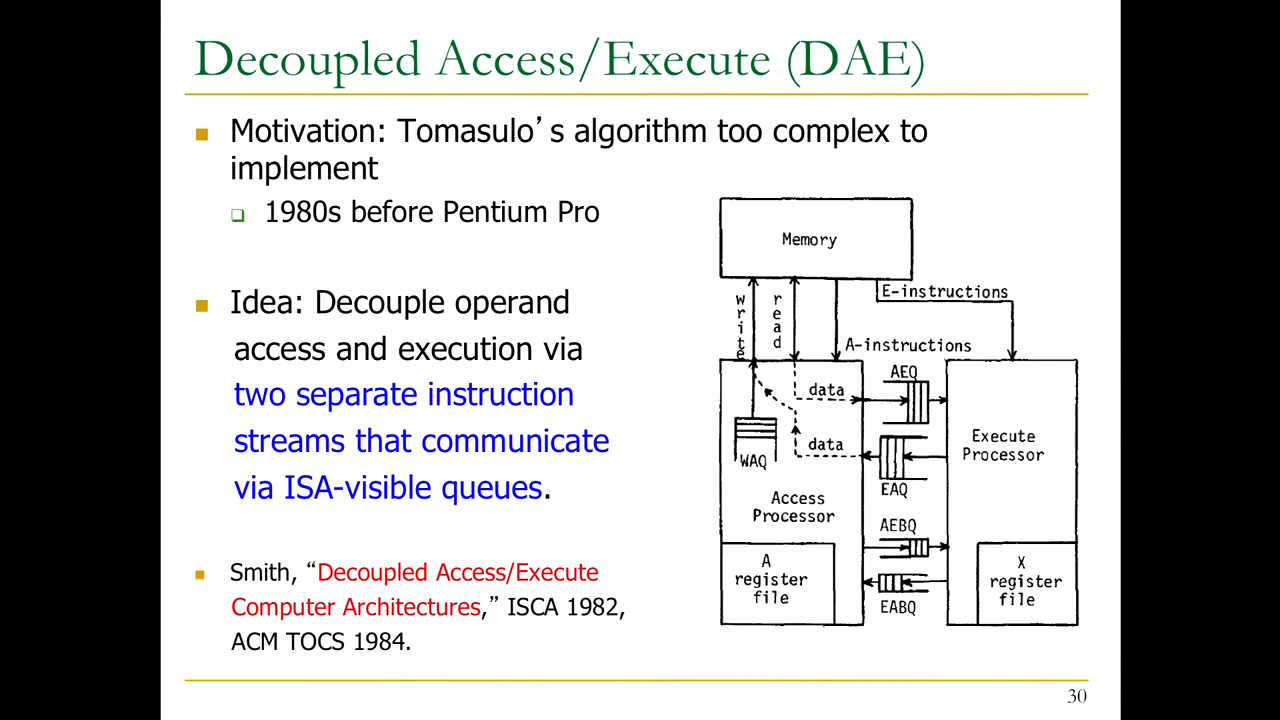 Decoupled Access/Execute (DAE)
Motivation: Tomasulo’s algorithm too complex to
implement
1980s before Pentium Pro
Idea: Decouple operand
access and execution via
two separate instruction
streams that communicate
via ISA-visible queues.
Smith, “Decoupled Access/Execute
Computer Architectures,” ISCA 1982,
ACM TOCS 1984.
Memory
write
read
E-instructions
A-instructions
AEQ
data
data
WAQ
EAQ
Execute
Processor
Access
Processor
AEBQ
EABQ
A
register
file
X
register
file
30